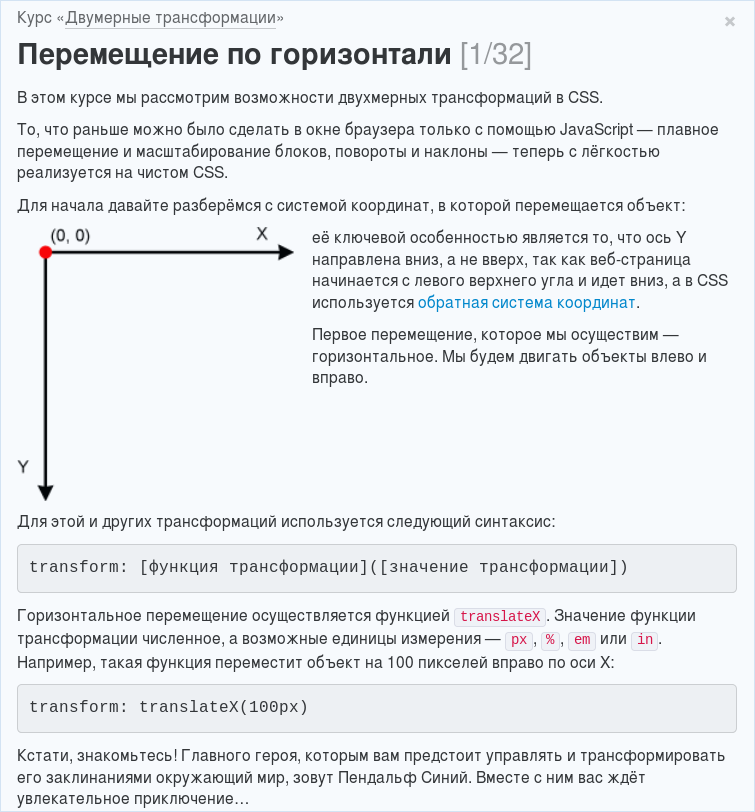 Курс «Двумерные трансформации»
×
Перемещение по горизонтали [1/32]
В этом курсе мы рассмотрим возможности двухмерных трансформаций в CSS.
То, что раньше можно было сделать в окне браузера только с помощью JavaScript — плавное
перемещение и масштабирование блоков, повороты и наклоны — теперь с лёгкостью
реализуется на чистом CSS.
Для начала давайте разберёмся с системой координат, в которой перемещается объект:
(0, 0)
X
Y
её ключевой особенностью является то, что ось Y
направлена вниз, а не вверх, так как веб-страница
начинается с левого верхнего угла и идет вниз, а в CSS
используется обратная система координат.
Первое перемещение, которое мы осуществим —
горизонтальное. Мы будем двигать объекты влево и
вправо.
Для этой и других трансформаций используется следующий синтаксис:
transform: [функция трансформации]([значение трансформации])
Горизонтальное перемещение осуществляется функцией translateX. Значение функции
трансформации численное, а возможные единицы измерения — px, %, em или in.
Например, такая функция переместит объект на 100 пикселей вправо по оси X:
transform: translateX(100px)
Кстати, знакомьтесь! Главного героя, которым вам предстоит управлять и трансформировать
его заклинаниями окружающий мир, зовут Пендальф Синий. Вместе с ним вас ждёт
увлекательное приключение…